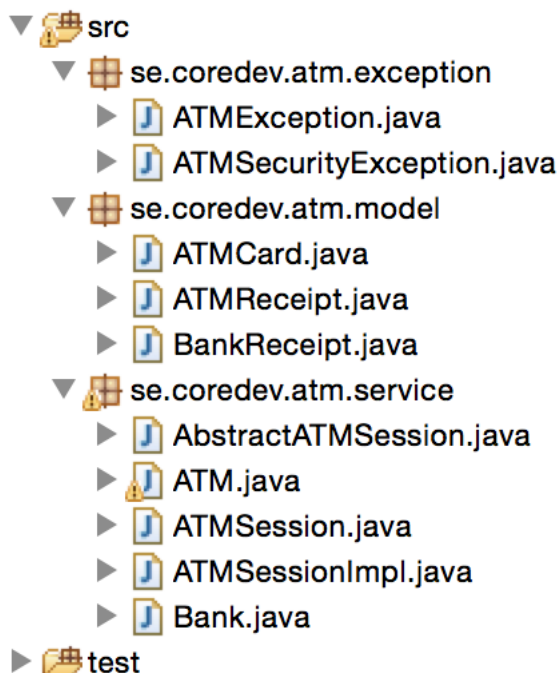 src
se.coredev.atm.exception
ATMException.java
ATMSecurityException.java
se.coredev.atm.model
ATMCard.java
ATMReceipt.java
BankReceipt.java
se.coredev.atm.service
AbstractATMSession.java
ATM.java
ATMSession.java
ATMSessionImpl.java
Bank.java
test